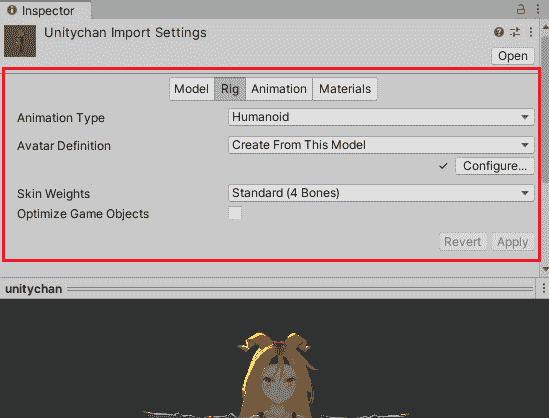 Inspector
Unitychan Import Settings
Open
Model Rig Animation Materials
Animation Type Humanoid
Avatar Definition Create From This Model
Configure...
Skin Weights Standard (4 Bones)
Optimize Game Objects
Revert Apply
unitychan